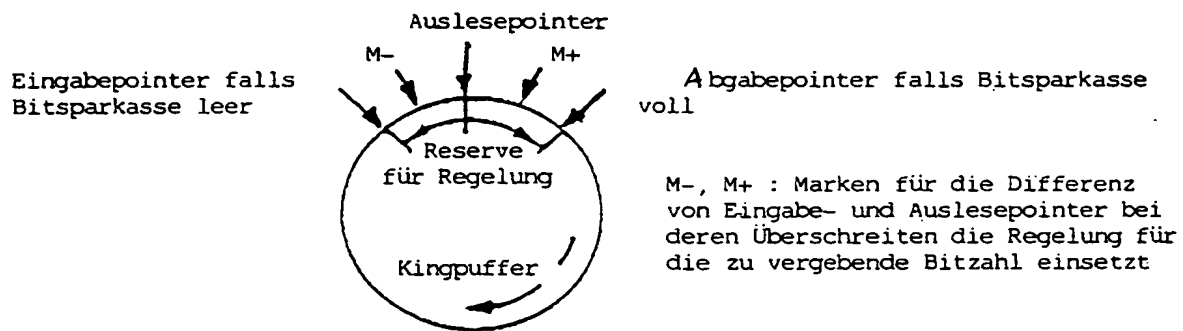 Auslesepointer
M-
M+
Eingabepointer falls
Bitsparkasse leer
Abgabepointer falls Bitsparkasse
voll
Reserve
für Regelung
M-, M+ : Marken für die Differenz
von Eingabe- und Auslesepointer bei
deren Überschreiten die Regelung für
die zu vergebende Bitzahl einsetzt
Kingpuffer